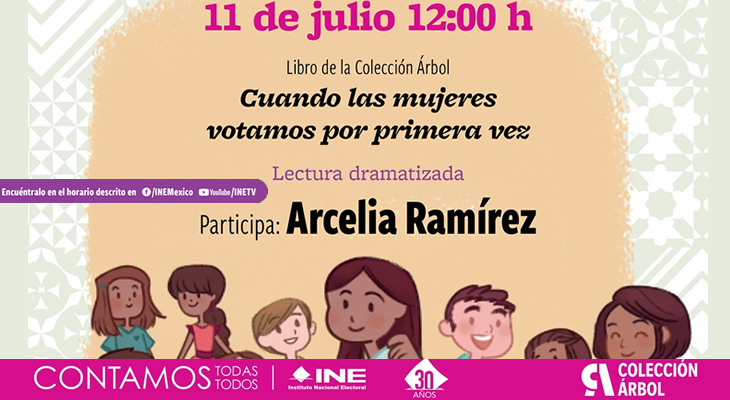 11 de julio 12:00 h
Libro de la Colección Árbol
Cuando las mujeres
votamos por primera vez
Lectura dramatizada
Encuéntralo en el horario descrito en /INEMexico YouTube/INETV
Participa: Arcelia Ramírez
CONTAMOS TODAS TODOS
INE
Instituto Nacional Electoral
30
AÑOS
COLECCIÓN
ÁRBOL